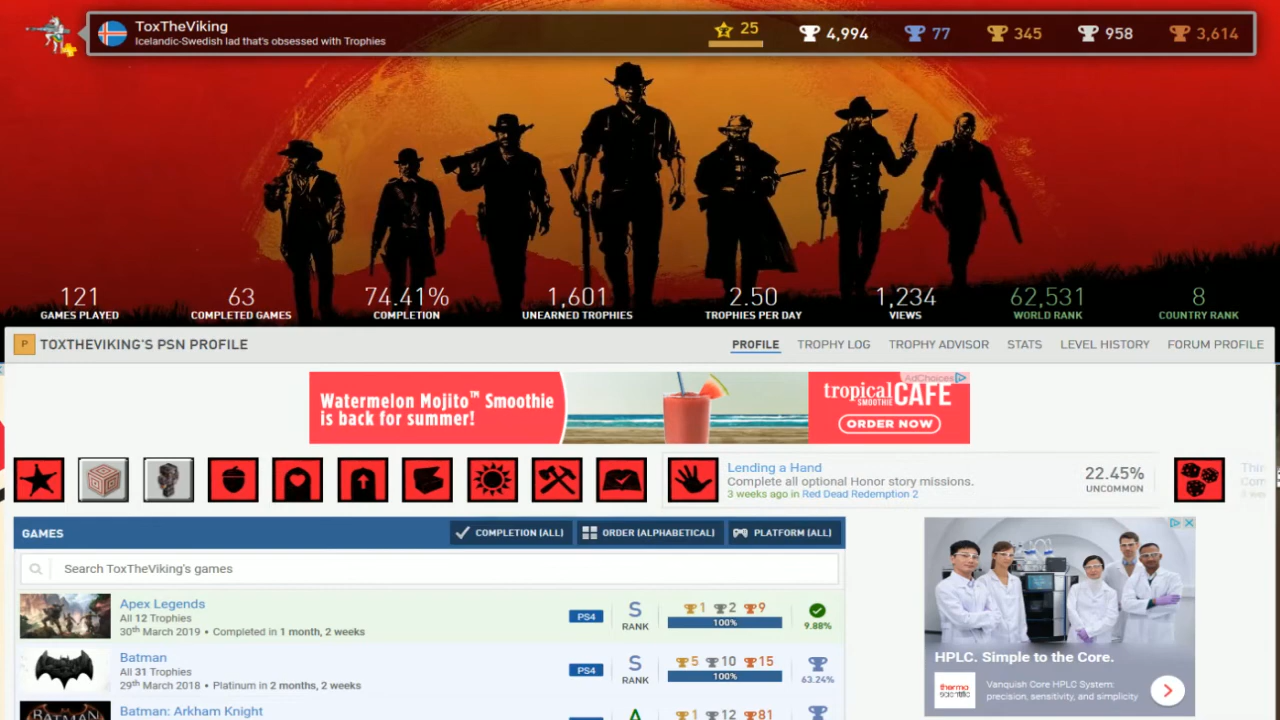 ToxTheViking
Icelandic-Swedish lad that's obsessed with Trophies
25
4,994
77
345
958
3,614
121
GAMES PLAYED
63
COMPLETED GAMES
74.41%
COMPLETION
1,601
UNEARNED TROPHIES
2.50
TROPHIES PER DAY
1,234
VIEWS
62,531
WORLD RANK
8
COUNTRY RANK
P TOXTHEVIKING'S PSN PROFILE
PROFILE TROPHY LOG TROPHY ADVISOR STATS LEVEL HISTORY FORUM PROFILE
Watermelon Mojito™ Smoothie
is back for summer!
AdChoices
tropical
SMOOTHIE CAFE
ORDER NOW
Lending a Hand
Complete all optional Honor story missions.
3 weeks ago in Red Dead Redemption 2
22.45%
UNCOMMON
GAMES
COMPLETION (ALL) ORDER (ALPHABETICAL) PLATFORM (ALL)
Search ToxTheViking's games
Apex Legends
All 12 Trophies
30th March 2019 • Completed in 1 month, 2 weeks
PS4
S
RANK
1 2 9
100%
9.88%
Batman
All 31 Trophies
29th March 2018 • Platinum in 2 months, 2 weeks
PS4
S
RANK
5 10 15
100%
63.24%
Batman: Arkham Knight
1 12 81
HPLC. Simple to the Core.
thermo
scientific
Vanquish Core HPLC System:
precision, sensitivity, and simplicity